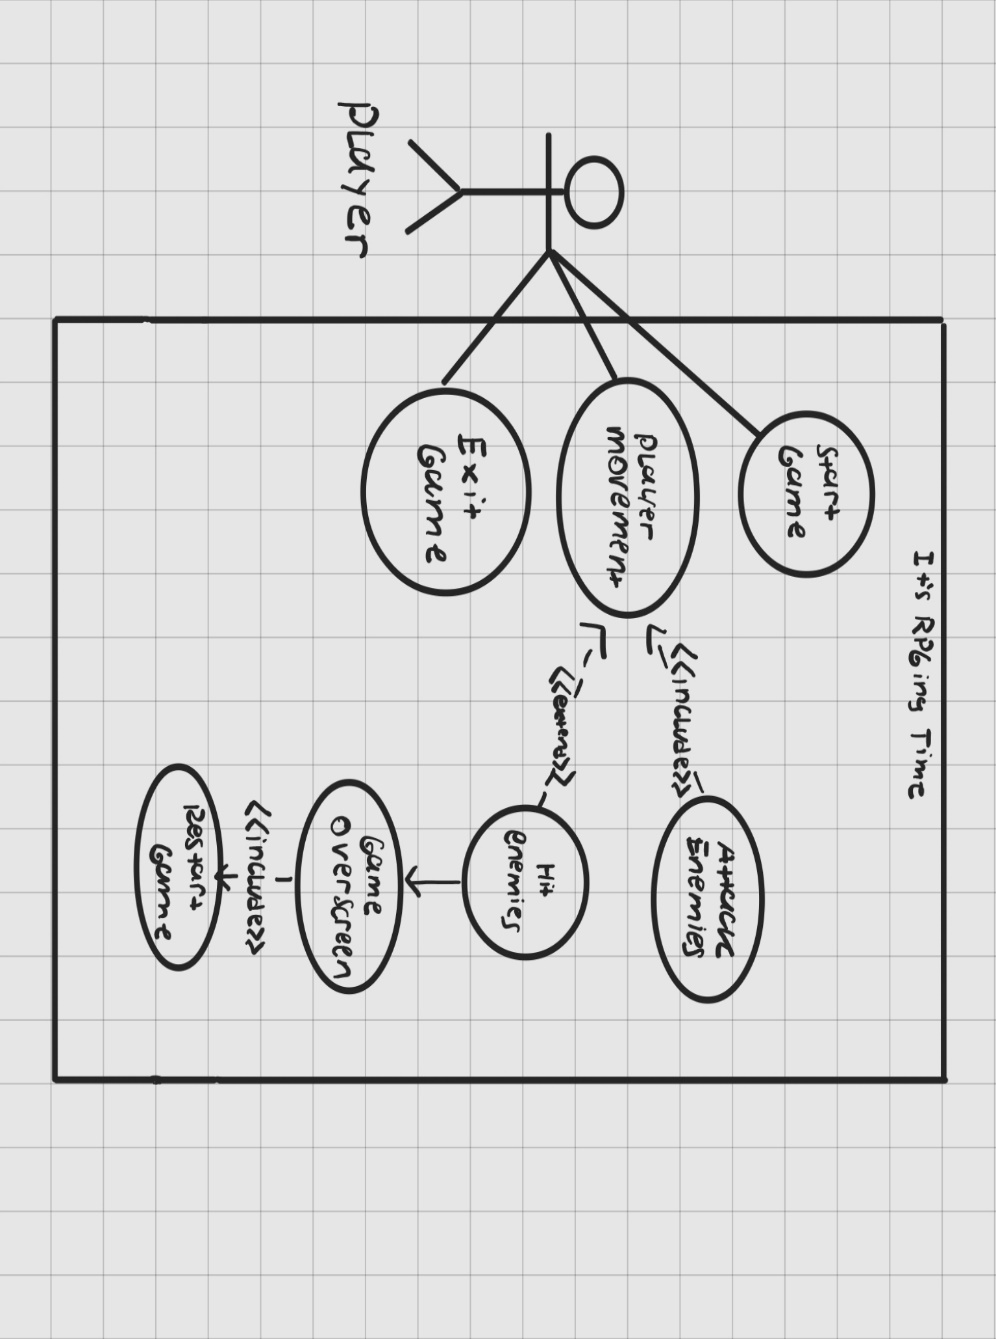 It's RPGing Time
Start
Game
player
movement
Exit
Game
Player
<<include>>
<<extend>>
Attack
Enemies
Hit
enemies
Game
Over screen
<<include>>
Restart
Game